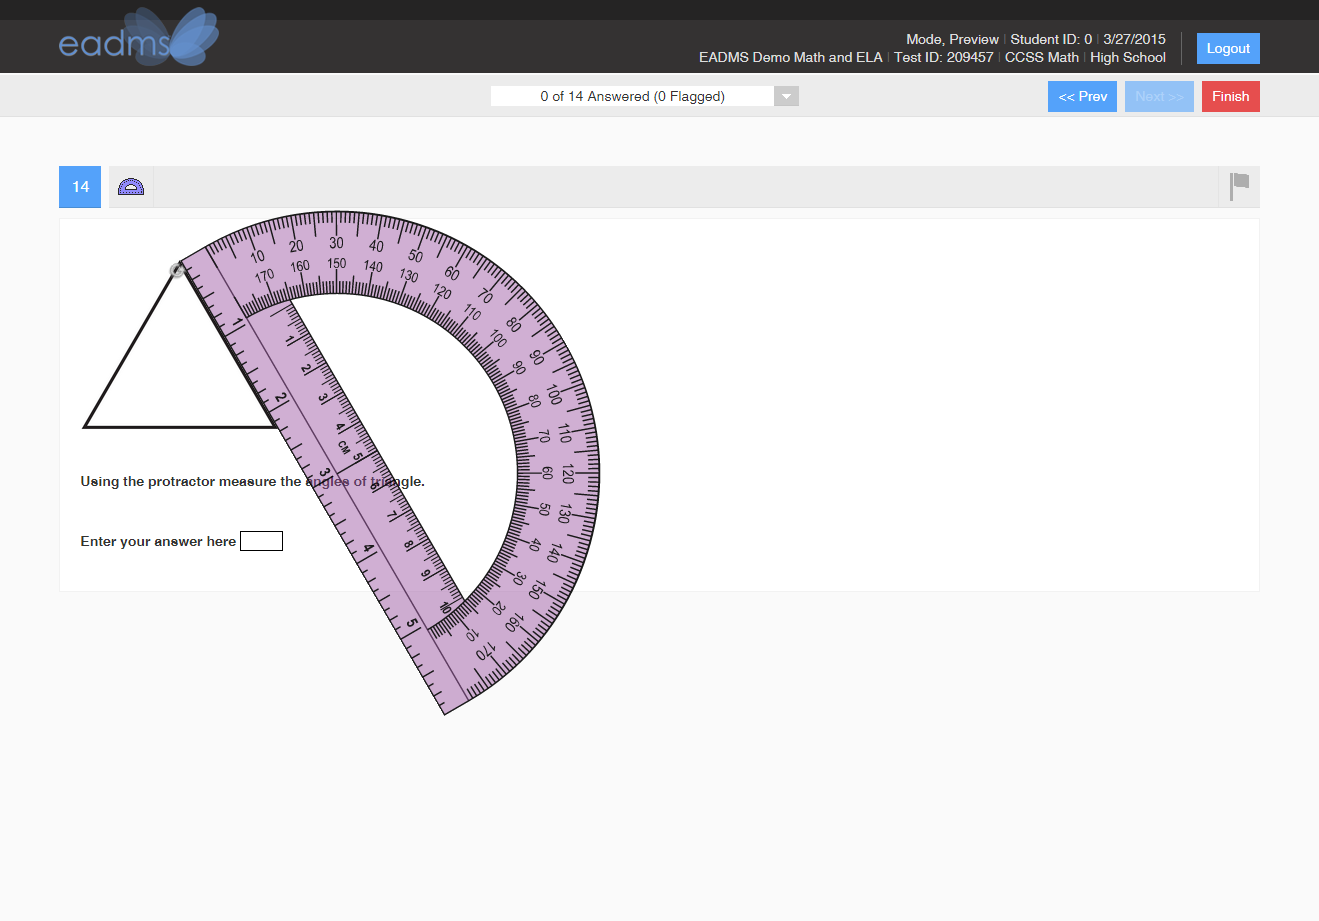 eadms
Mode, Preview | Student ID: 0 | 3/27/2015
EADMS Demo Math and ELA | Test ID: 209457 | CCSS Math | High School
Logout
0 of 14 Answered (0 Flagged)
<< Prev
Next >>
Finish
14
10 20 30 40 50 60 70 80 90 100 110 120 130 140 150 160 170
170 160 150 140 130 120 110 100 90 80 70 60 50 40 30 20 10
1 2 3 4 5
1 2 3 4 CM 5 6 7 8 9 10
Using the protractor measure the angles of triangle.
Enter your answer here